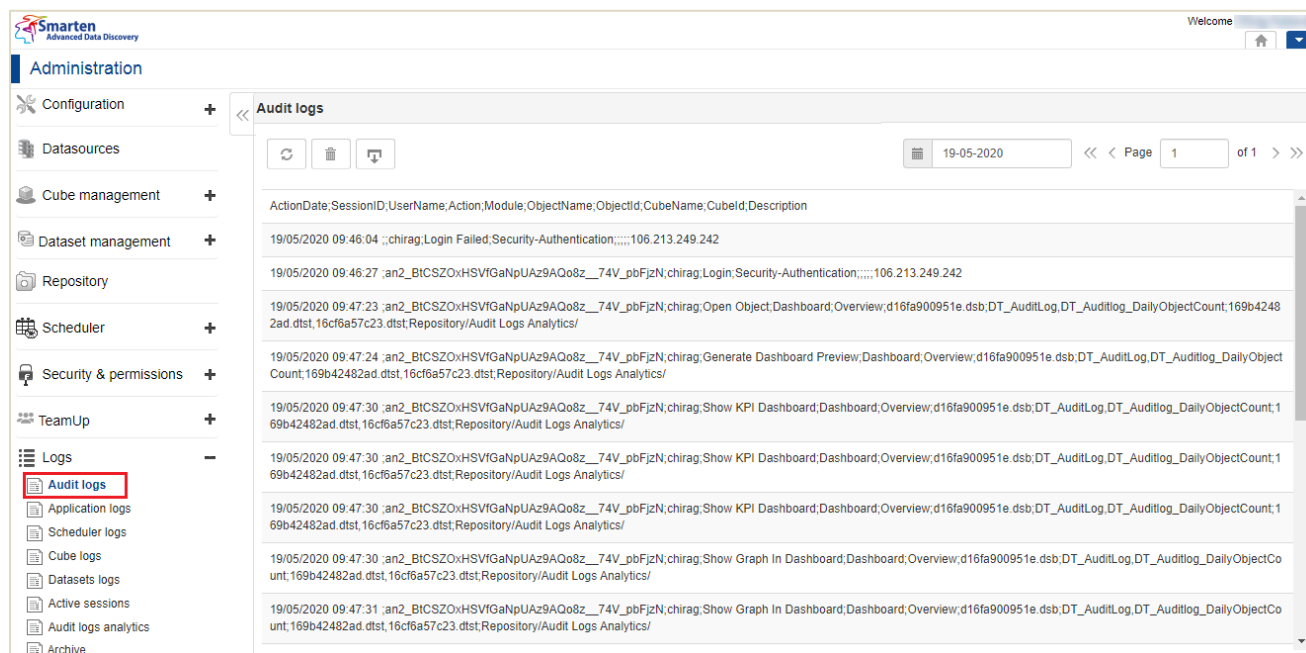 Smarten
Advanced Data Discovery
Welcome
Administration
Configuration
Datasources
Cube management
Dataset management
Repository
Scheduler
Security & permissions
TeamUp
Logs
Audit logs
Application logs
Scheduler logs
Cube logs
Datasets logs
Active sessions
Audit logs analytics
Archive
Audit logs
19-05-2020
Page 1 of 1
ActionDate;SessionID;UserName;Action;Module;ObjectName;ObjectId;CubeName;CubeId;Description
19/05/2020 09:46:04 ;;chirag;Login Failed;Security-Authentication;;;;;106.213.249.242
19/05/2020 09:46:27 ;an2_BtCSZOxHSVfGaNpUAz9AQo8z__74V_pbFjzN;chirag;Login;Security-Authentication;;;;;106.213.249.242
19/05/2020 09:47:23 ;an2_BtCSZOxHSVfGaNpUAz9AQo8z__74V_pbFjzN;chirag;Open Object;Dashboard;Overview;d16fa900951e.dsb;DT_AuditLog,DT_Auditlog_DailyObjectCount;169b4248
2ad.dtst,16cf6a57c23.dtst;Repository/Audit Logs Analytics/
19/05/2020 09:47:24 ;an2_BtCSZOxHSVfGaNpUAz9AQo8z__74V_pbFjzN;chirag;Generate Dashboard Preview;Dashboard;Overview;d16fa900951e.dsb;DT_AuditLog,DT_Auditlog_DailyObject
Count;169b42482ad.dtst,16cf6a57c23.dtst;Repository/Audit Logs Analytics/
19/05/2020 09:47:30 ;an2_BtCSZOxHSVfGaNpUAz9AQo8z__74V_pbFjzN;chirag;Show KPI Dashboard;Dashboard;Overview;d16fa900951e.dsb;DT_AuditLog,DT_Auditlog_DailyObjectCount;1
69b42482ad.dtst,16cf6a57c23.dtst;Repository/Audit Logs Analytics/
19/05/2020 09:47:30 ;an2_BtCSZOxHSVfGaNpUAz9AQo8z__74V_pbFjzN;chirag;Show KPI Dashboard;Dashboard;Overview;d16fa900951e.dsb;DT_AuditLog,DT_Auditlog_DailyObjectCount;1
69b42482ad.dtst,16cf6a57c23.dtst;Repository/Audit Logs Analytics/
19/05/2020 09:47:30 ;an2_BtCSZOxHSVfGaNpUAz9AQo8z__74V_pbFjzN;chirag;Show KPI Dashboard;Dashboard;Overview;d16fa900951e.dsb;DT_AuditLog,DT_Auditlog_DailyObjectCount;1
69b42482ad.dtst,16cf6a57c23.dtst;Repository/Audit Logs Analytics/
19/05/2020 09:47:30 ;an2_BtCSZOxHSVfGaNpUAz9AQo8z__74V_pbFjzN;chirag;Show Graph In Dashboard;Dashboard;Overview;d16fa900951e.dsb;DT_AuditLog,DT_Auditlog_DailyObjectCo
unt;169b42482ad.dtst,16cf6a57c23.dtst;Repository/Audit Logs Analytics/
19/05/2020 09:47:31 ;an2_BtCSZOxHSVfGaNpUAz9AQo8z__74V_pbFjzN;chirag;Show Graph In Dashboard;Dashboard;Overview;d16fa900951e.dsb;DT_AuditLog,DT_Auditlog_DailyObjectCo
unt;169b42482ad.dtst,16cf6a57c23.dtst;Repository/Audit Logs Analytics/